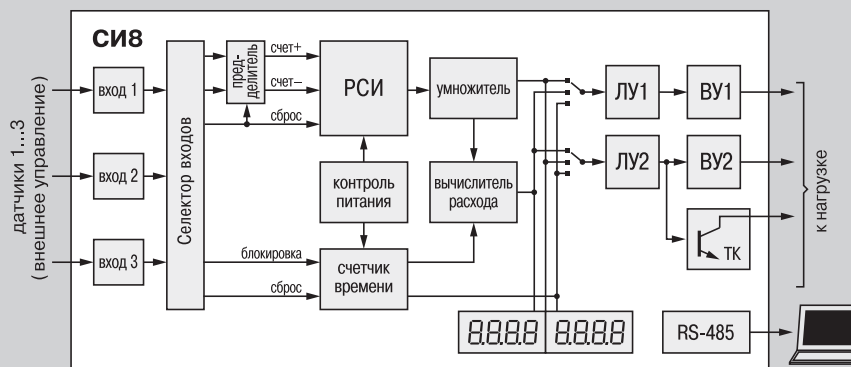 СИ8
датчики 1...3
(внешнее управление)
вход 1
вход 2
вход 3
Селектор входов
пред-
делитель
счет+
счет–
сброс
РСИ
умножитель
контроль
питания
вычислитель
расхода
блокировка
сброс
счетчик
времени
ЛУ1
ВУ1
ЛУ2
ВУ2
ТК
к нагрузке
8.8.8.8
8.8.8.8
RS-485